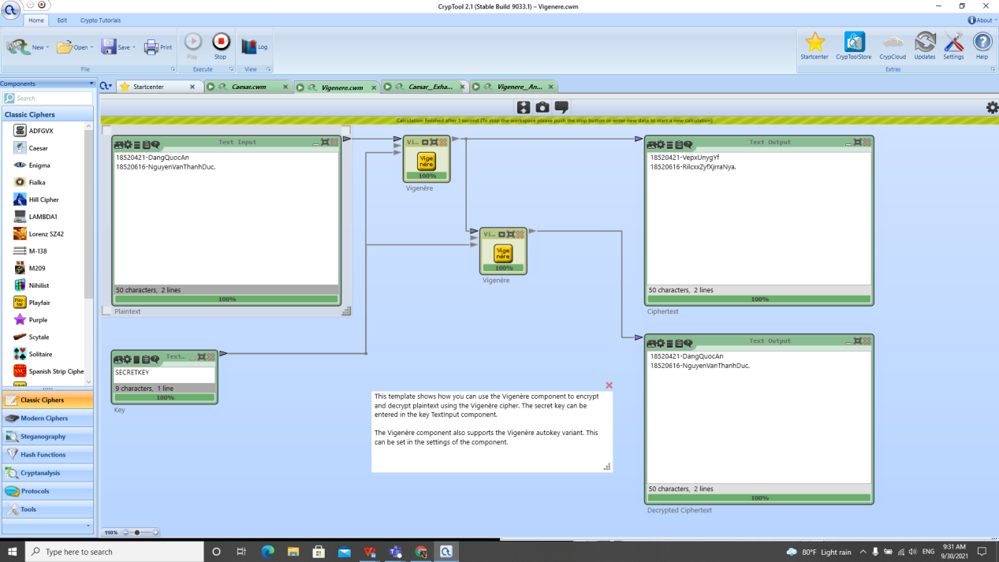 CrypTool 2.1 (Stable Build 9033.1) – Vigenere.cwm
Home Edit Crypto Tutorials About
New Open Save Print Play Stop Log Startcenter CrypToolStore CrypCloud Updates Settings Help
File Execute View Extras
Components
Startcenter Caesar.cwm Vigenere.cwm Caesar_Exha... Vigenere_An...
Search
Classic Ciphers
Calculation finished after 1 second (To stop the workspace please push the stop button or enter new data to start a new calculation)
ADFGVX
Caesar
Enigma
Fialka
Hill Cipher
LAMBDA1
Lorenz SZ42
M-138
M209
Nihilist
Playfair
Purple
Scytale
Solitaire
Spanish Strip Ciphe
Classic Ciphers
Modern Ciphers
Steganography
Hash Functions
Cryptanalysis
Protocols
Tools
Text Input
18520421-DangQuocAn
18520616-NguyenVanThanhDuc.
50 characters, 2 lines
100%
Plaintext
Vi...
Vige
nère
100%
Vigenère
Text Output
18520421-VepxUnygYf
18520616-RilcxxZyfXjrraNya.
50 characters, 2 lines
100%
Ciphertext
Vi...
Vige
nère
100%
Vigenère
Text...
SECRETKEY
9 characters, 1 line
100%
Key
Text Output
18520421-DangQuocAn
18520616-NguyenVanThanhDuc.
50 characters, 2 lines
100%
Decrypted Ciphertext
This template shows how you can use the Vigenère component to encrypt
and decrypt plaintext using the Vigenère cipher. The secret key can be
entered in the key TextInput component.
The Vigenère component also supports the Vigenère autokey variant. This
can be set in the settings of the component.
110%
Type here to search
80°F Light rain ENG 9:31 AM
9/30/2021